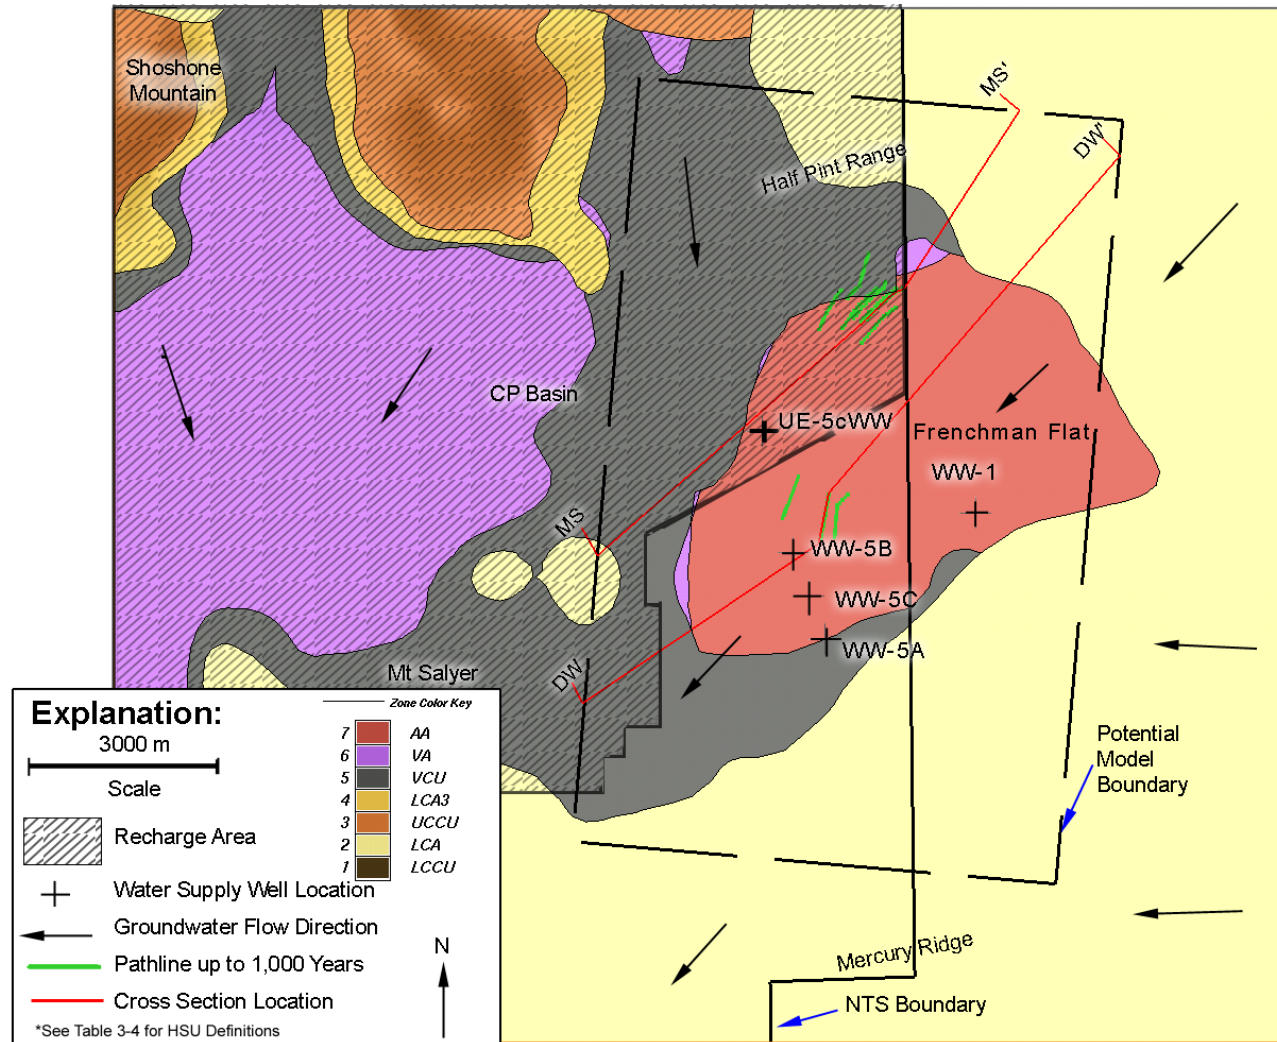 Shoshone
Mountain
MS'
DW'
Half Pint Range
CP Basin
UE-5cWW
Frenchman Flat
WW-1
MS
WW-5B
WW-5C
WW-5A
Mt Salyer
DW
Potential
Model
Boundary
Mercury Ridge
NTS Boundary
Explanation:
3000 m
Scale
Recharge Area
Water Supply Well Location
Groundwater Flow Direction
Pathline up to 1,000 Years
Cross Section Location
*See Table 3-4 for HSU Definitions
Zone Color Key
7 AA
6 VA
5 VCU
4 LCA3
3 UCCU
2 LCA
1 LCCU
N